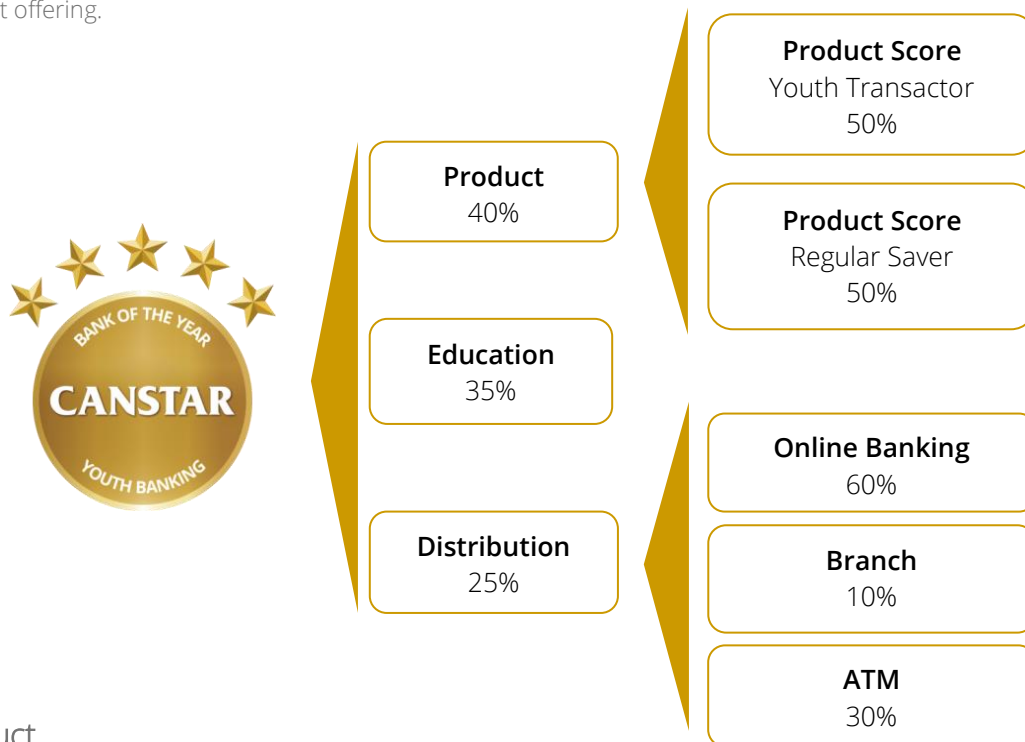 t offering.
Product Score
Youth Transactor
50%
Product
40%
Product Score
Regular Saver
50%
BANK OF THE YEAR
CANSTAR
YOUTH BANKING
Education
35%
Online Banking
60%
Distribution
25%
Branch
10%
ATM
30%
uct